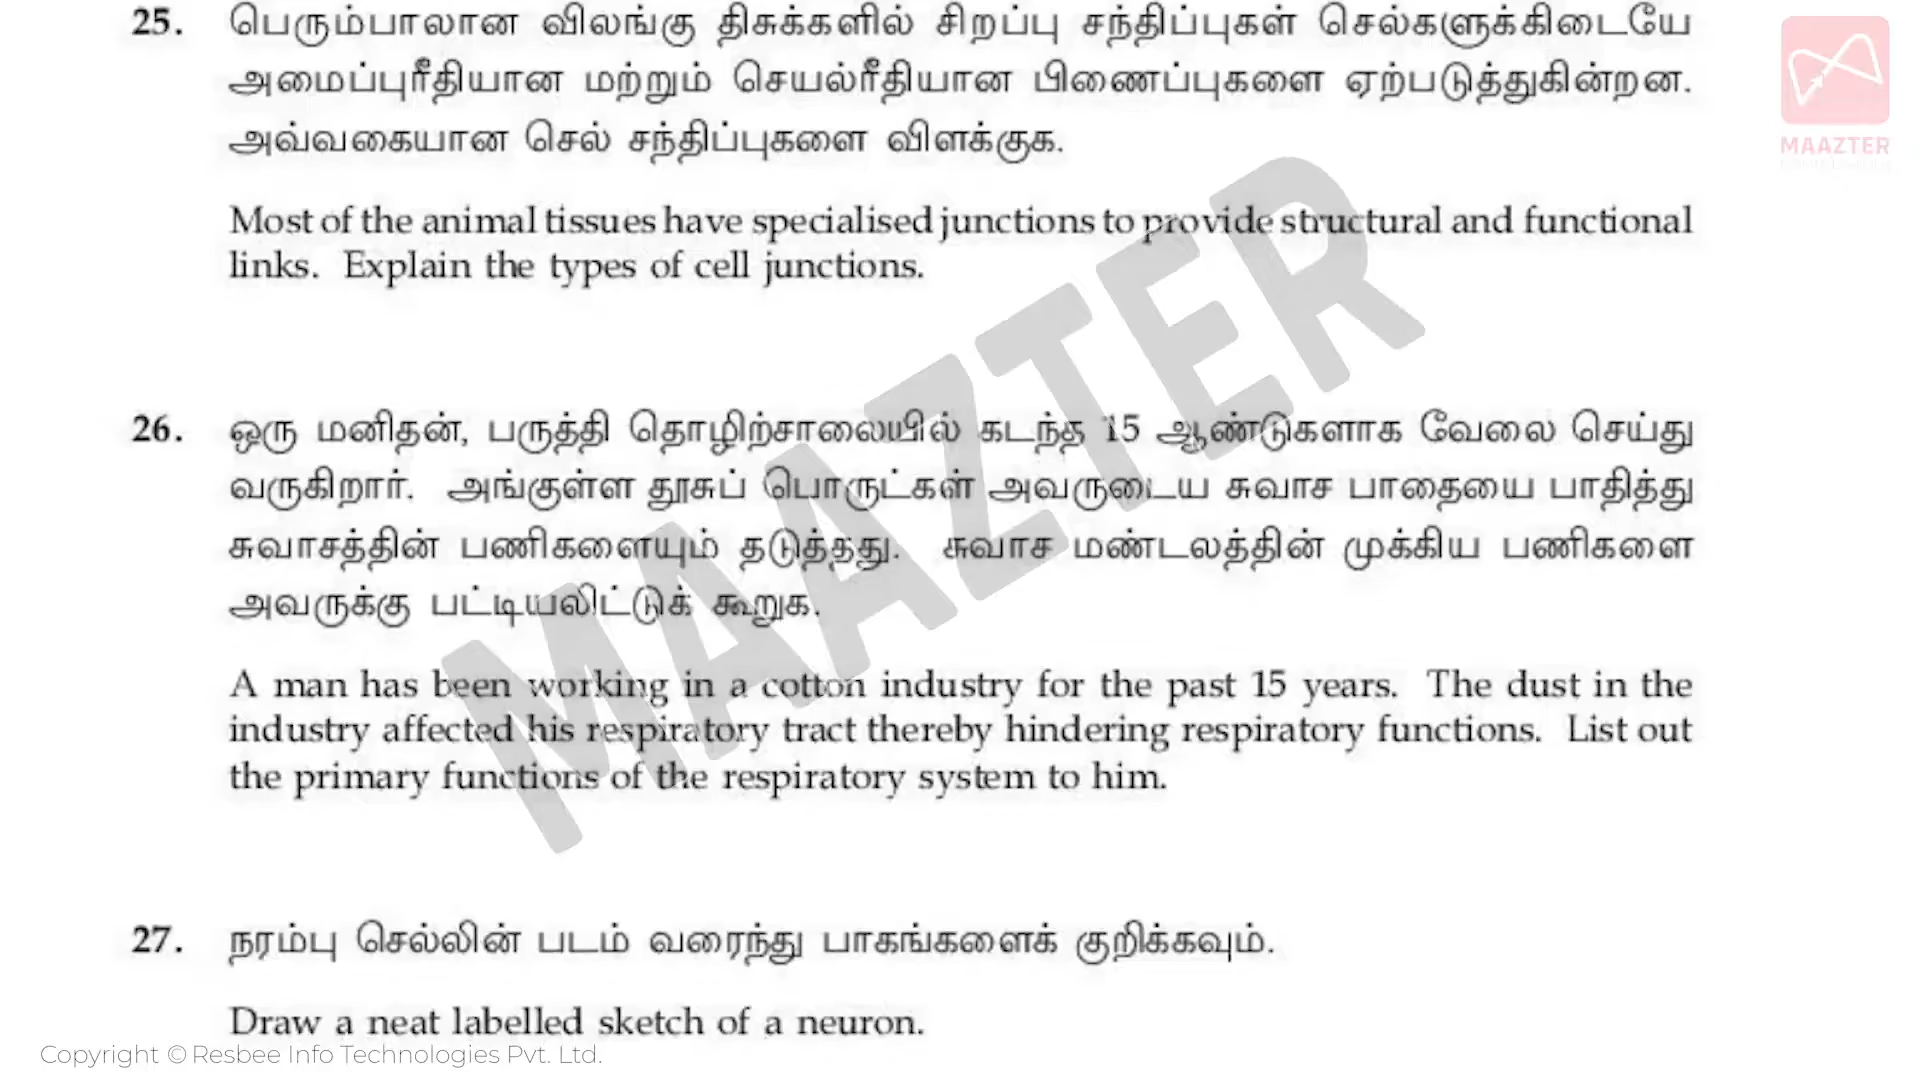 25. பெரும்பாலான விலங்கு திசுக்களில் சிறப்பு சந்திப்புகள் செல்களுக்கிடையே
MAAZTER
அமைப்புரீதியான மற்றும் செயல்ரீதியான பிணைப்புகளை ஏற்படுத்துகின்றன.
அவ்வகையான செல் சந்திப்புகளை விளக்குக.
Most of the animal tissues have specialised junctions to provide structural and functional
links. Explain the types of cell junctions.
MAAZTER
26. ஒரு மனிதன், பருத்தி தொழிற்சாலையில் கடந்த 15 ஆண்டுகளாக வேலை செய்து
வருகிறார். அங்குள்ள தூசுப் பொருட்கள் அவருடைய சுவாச பாதையை பாதித்து
சுவாசத்தின் பணிகளையும் தடுத்தது. சுவாச மண்டலத்தின் முக்கிய பணிகளை
அவருக்கு பட்டியலிட்டுக் கூறுக.
A man has been working in a cotton industry for the past 15 years. The dust in the
industry affected his respiratory tract thereby hindering respiratory functions. List out
the primary functions of the respiratory system to him.
27. நரம்பு செல்லின் படம் வரைந்து பாகங்களைக் குறிக்கவும்.
Draw a neat labelled sketch of a neuron.
Copyright © Resbee Info Technologies Pvt. Ltd.